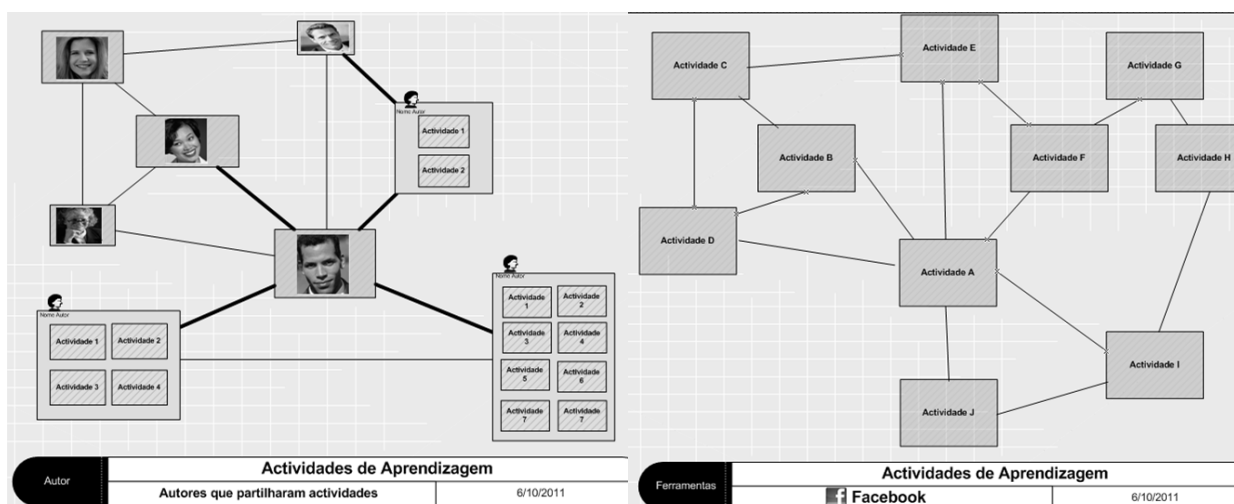 Nome Autor
Actividade 1
Actividade 2
Nome Autor
Actividade 1
Actividade 2
Actividade 3
Actividade 4
Nome Autor
Actividade
1
Actividade
2
Actividade
3
Actividade
4
Actividade
5
Actividade
6
Actividade
7
Actividade
7
Autor
Actividades de Aprendizagem
Autores que partilharam actividades
6/10/2011
Actividade E
Actividade C
Actividade G
Actividade B
Actividade F
Actividade H
Actividade D
Actividade A
Actividade I
Actividade J
Ferramentas
Actividades de Aprendizagem
f Facebook
6/10/2011